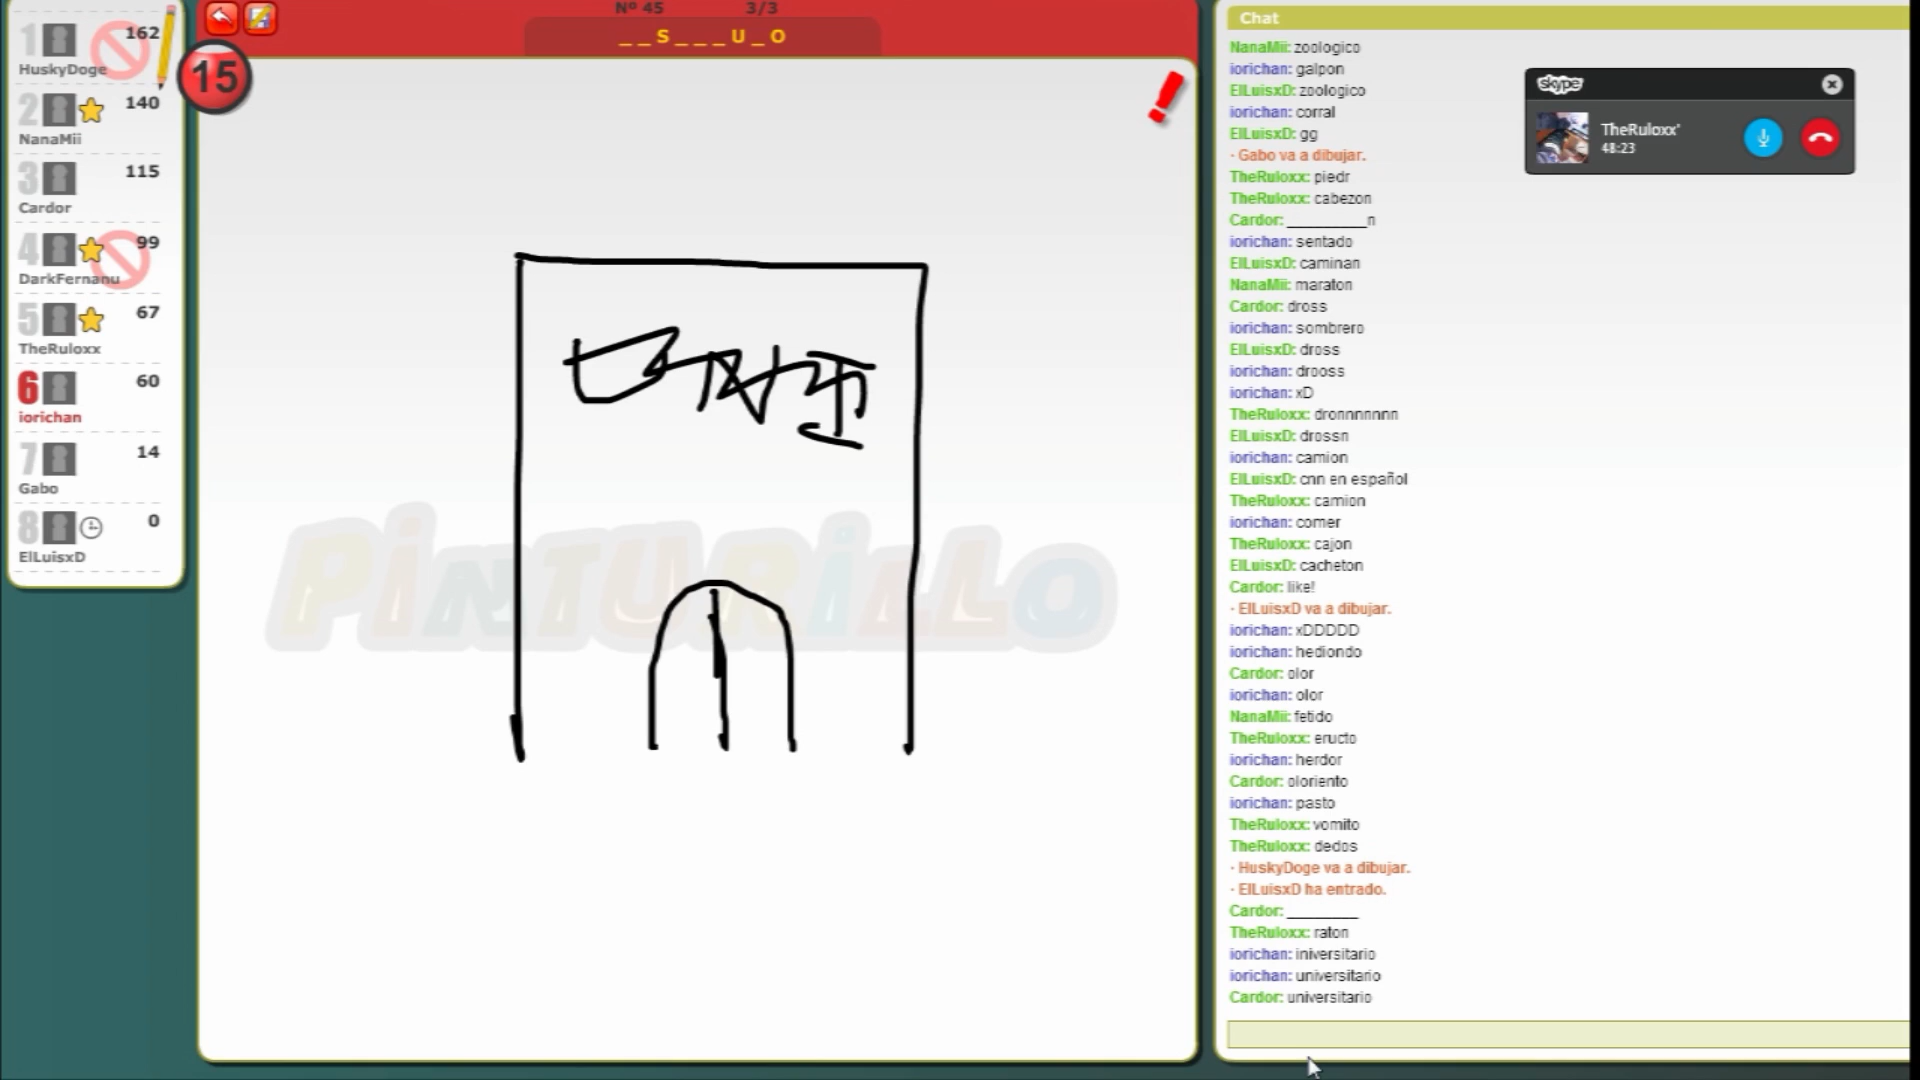 1 162
HuskyDoge
2 140
NanaMii
3 115
Cardor
4 99
DarkFernanu
5 67
TheRuloxx
6 60
iorichan
7 14
Gabo
8 0
ElLuisxD
15
Nº 45 3/3
_ _ S _ _ _ U _ O
PiNTURiLLO
Chat
NanaMii: zoologico
iorichan: galpon
ElLuisxD: zoologico
iorichan: corral
ElLuisxD: gg
· Gabo va a dibujar.
TheRuloxx: piedr
TheRuloxx: cabezon
Cardor: __________n
iorichan: sentado
ElLuisxD: caminan
NanaMii: maraton
Cardor: dross
iorichan: sombrero
ElLuisxD: dross
iorichan: drooss
iorichan: xD
TheRuloxx: dronnnnnnn
ElLuisxD: drossn
iorichan: camion
ElLuisxD: cnn en español
TheRuloxx: camion
iorichan: comer
TheRuloxx: cajon
ElLuisxD: cacheton
Cardor: like!
· ElLuisxD va a dibujar.
iorichan: xDDDDD
iorichan: hediondo
Cardor: olor
iorichan: olor
NanaMii: fetido
TheRuloxx: eructo
iorichan: herdor
Cardor: oloriento
iorichan: pasto
TheRuloxx: vomito
TheRuloxx: dedos
· HuskyDoge va a dibujar.
· ElLuisxD ha entrado.
Cardor: _________
TheRuloxx: raton
iorichan: iniversitario
iorichan: universitario
Cardor: universitario
skype
TheRuloxx'
48:23